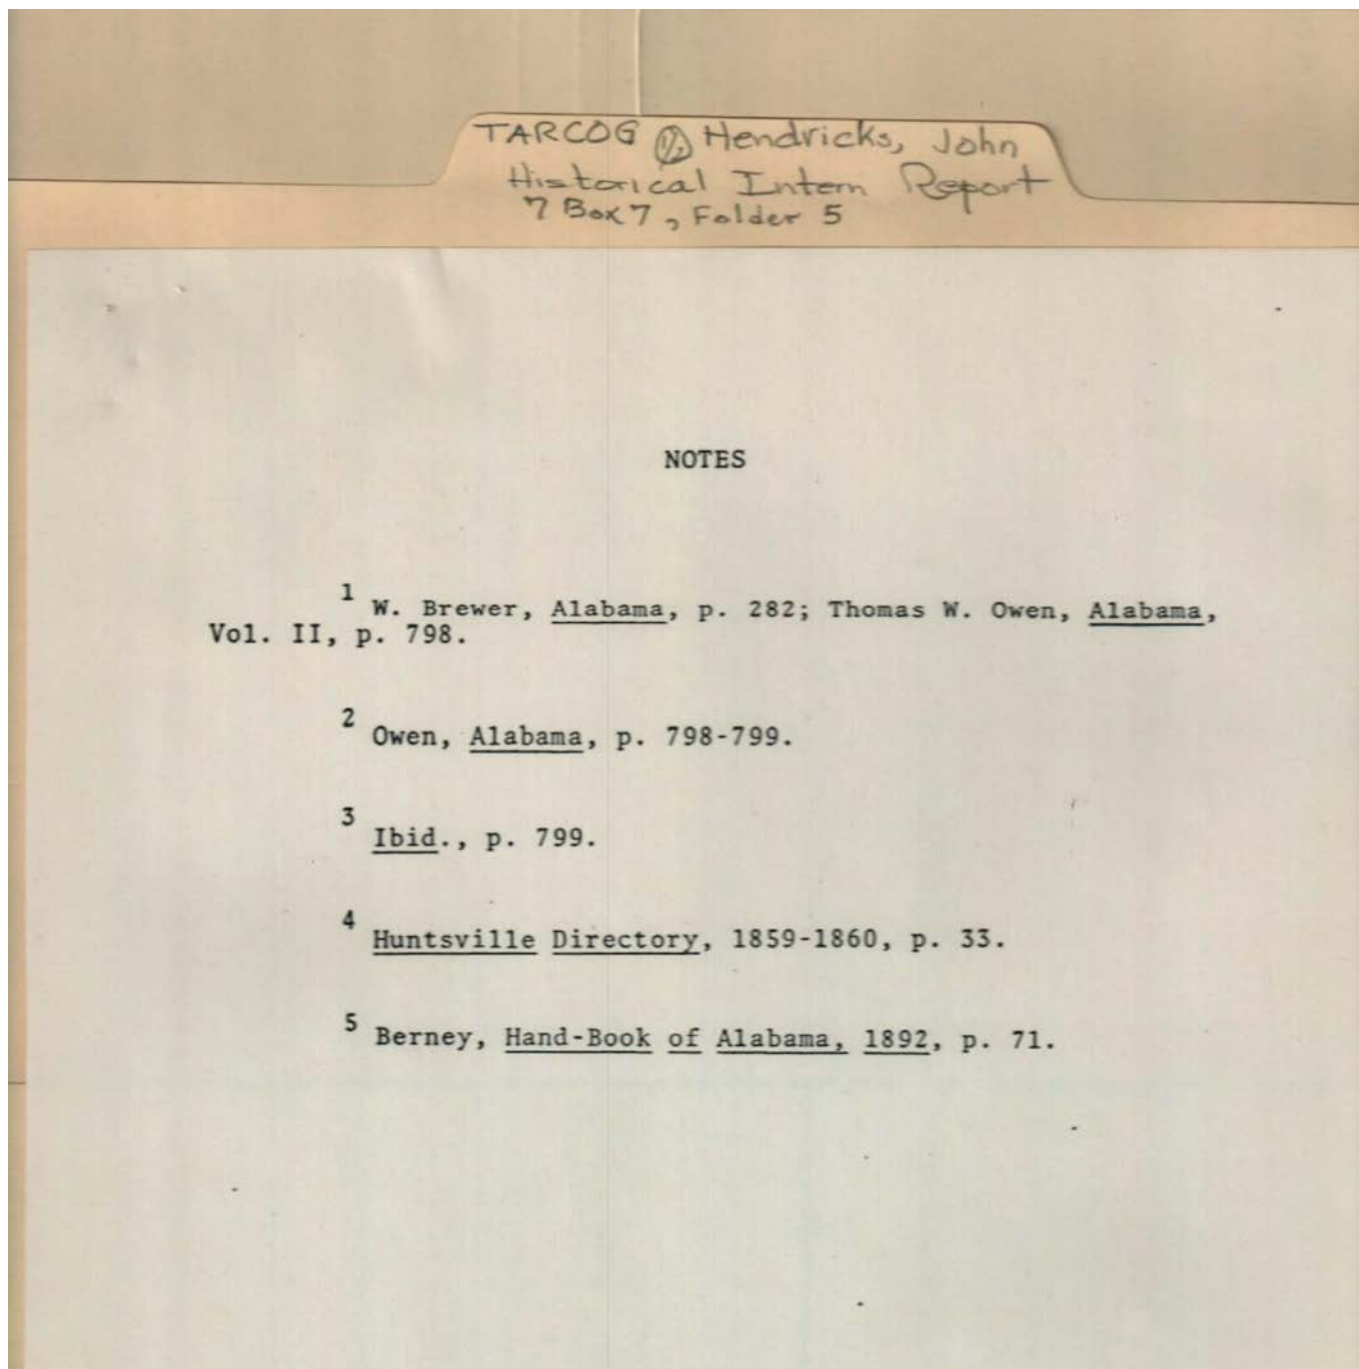 TARCOG 1/2 Hendricks, John
Historical Intern Report
7 Box 7, Folder 5
NOTES
1 W. Brewer, Alabama, p. 282; Thomas W. Owen, Alabama,
Vol. II, p. 798.
2 Owen, Alabama, p. 798-799.
3 Ibid., p. 799.
4 Huntsville Directory, 1859-1860, p. 33.
5 Berney, Hand-Book of Alabama, 1892, p. 71.